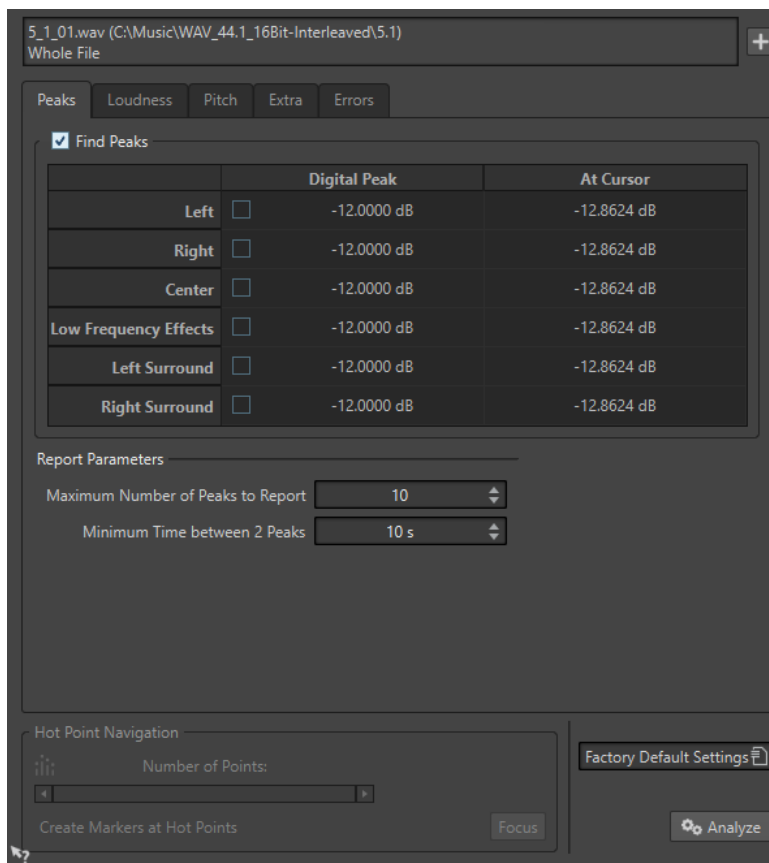 5_1_01.wav (C:\Music\WAV_44.1_16Bit-Interleaved\5.1)
Whole File
Peaks Loudness Pitch Extra Errors
Find Peaks
Digital Peak At Cursor
Left -12.0000 dB -12.8624 dB
Right -12.0000 dB -12.8624 dB
Center -12.0000 dB -12.8624 dB
Low Frequency Effects -12.0000 dB -12.8624 dB
Left Surround -12.0000 dB -12.8624 dB
Right Surround -12.0000 dB -12.8624 dB
Report Parameters
Maximum Number of Peaks to Report 10
Minimum Time between 2 Peaks 10 s
Hot Point Navigation
Number of Points:
Factory Default Settings
Create Markers at Hot Points Focus Analyze